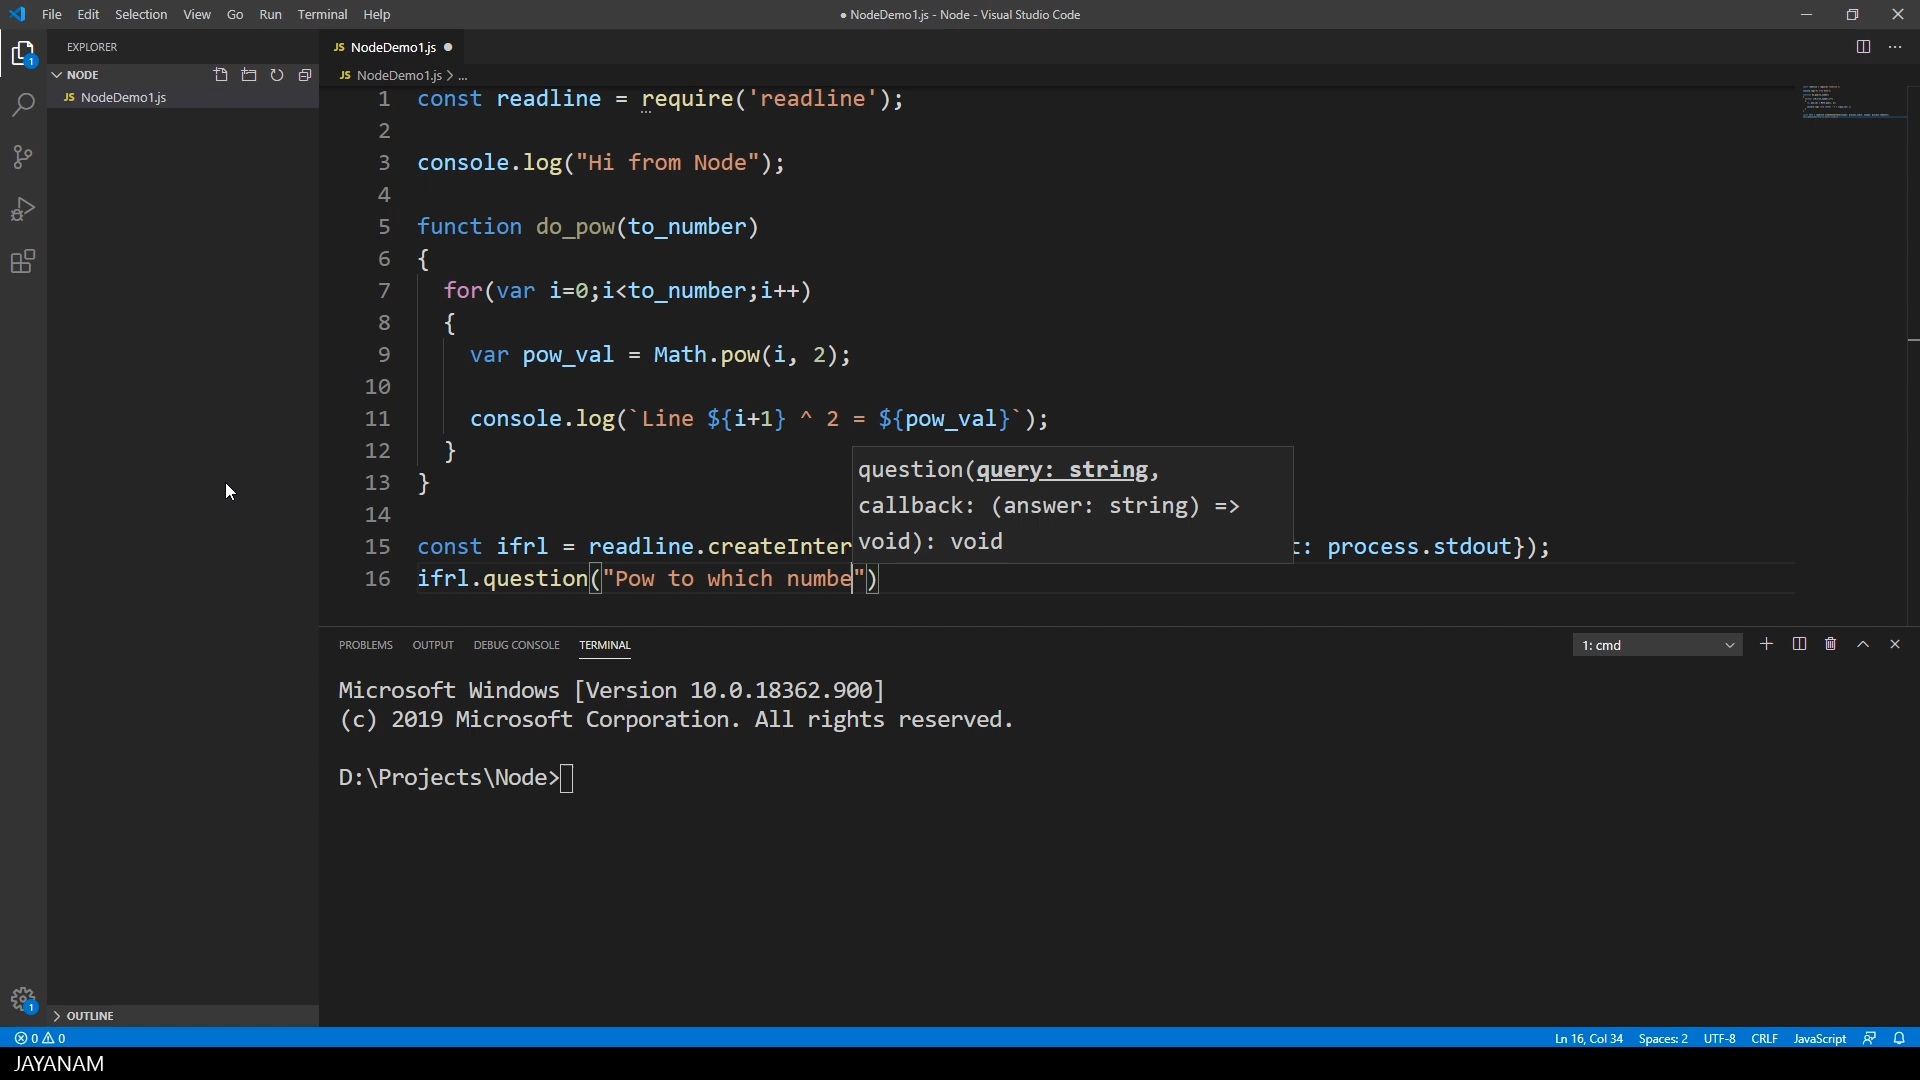 File Edit Selection View Go Run Terminal Help
● NodeDemo1.js - Node - Visual Studio Code
EXPLORER
JS NodeDemo1.js ●
NODE
JS NodeDemo1.js > ...
JS NodeDemo1.js
1 const readline = require('readline');
2
3 console.log("Hi from Node");
4
5 function do_pow(to_number)
6 {
7 for(var i=0;i<to_number;i++)
8 {
9 var pow_val = Math.pow(i, 2);
10
11 console.log(`Line ${i+1} ^ 2 = ${pow_val}`);
12 }
13 }
14
question(query: string,
callback: (answer: string) =>
void): void
15 const ifrl = readline.createInter t: process.stdout});
16 ifrl.question("Pow to which numbe")
PROBLEMS OUTPUT DEBUG CONSOLE TERMINAL
1: cmd
Microsoft Windows [Version 10.0.18362.900]
(c) 2019 Microsoft Corporation. All rights reserved.
D:\Projects\Node>
1
1
OUTLINE
0 0
Ln 16, Col 34 Spaces: 2 UTF-8 CRLF JavaScript
JAYANAM